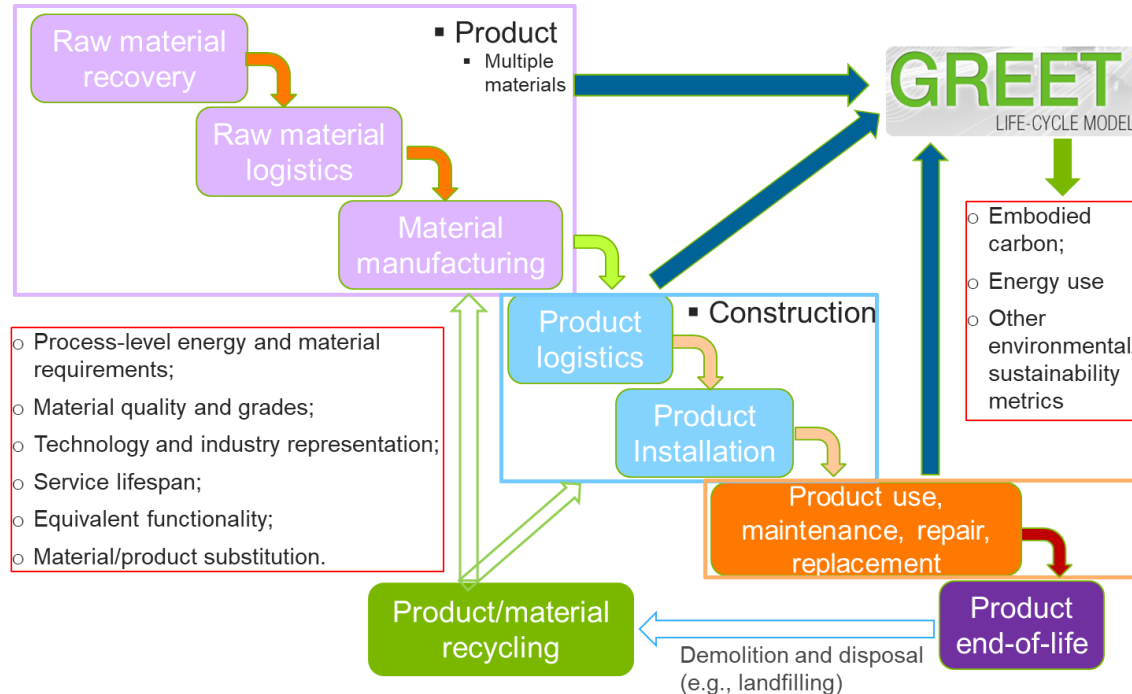 Raw material
recovery
▪ Product
▪ Multiple
materials
Raw material
logistics
Material
manufacturing
GREET
LIFE-CYCLE MODEL
○ Embodied
carbon;
○ Energy use
○ Other
environmental/
sustainability
metrics
▪ Construction
Product
logistics
Product
Installation
○ Process-level energy and material
requirements;
○ Material quality and grades;
○ Technology and industry representation;
○ Service lifespan;
○ Equivalent functionality;
○ Material/product substitution.
Product use,
maintenance, repair,
replacement
Product
end-of-life
Product/material
recycling
Demolition and disposal
(e.g., landfilling)